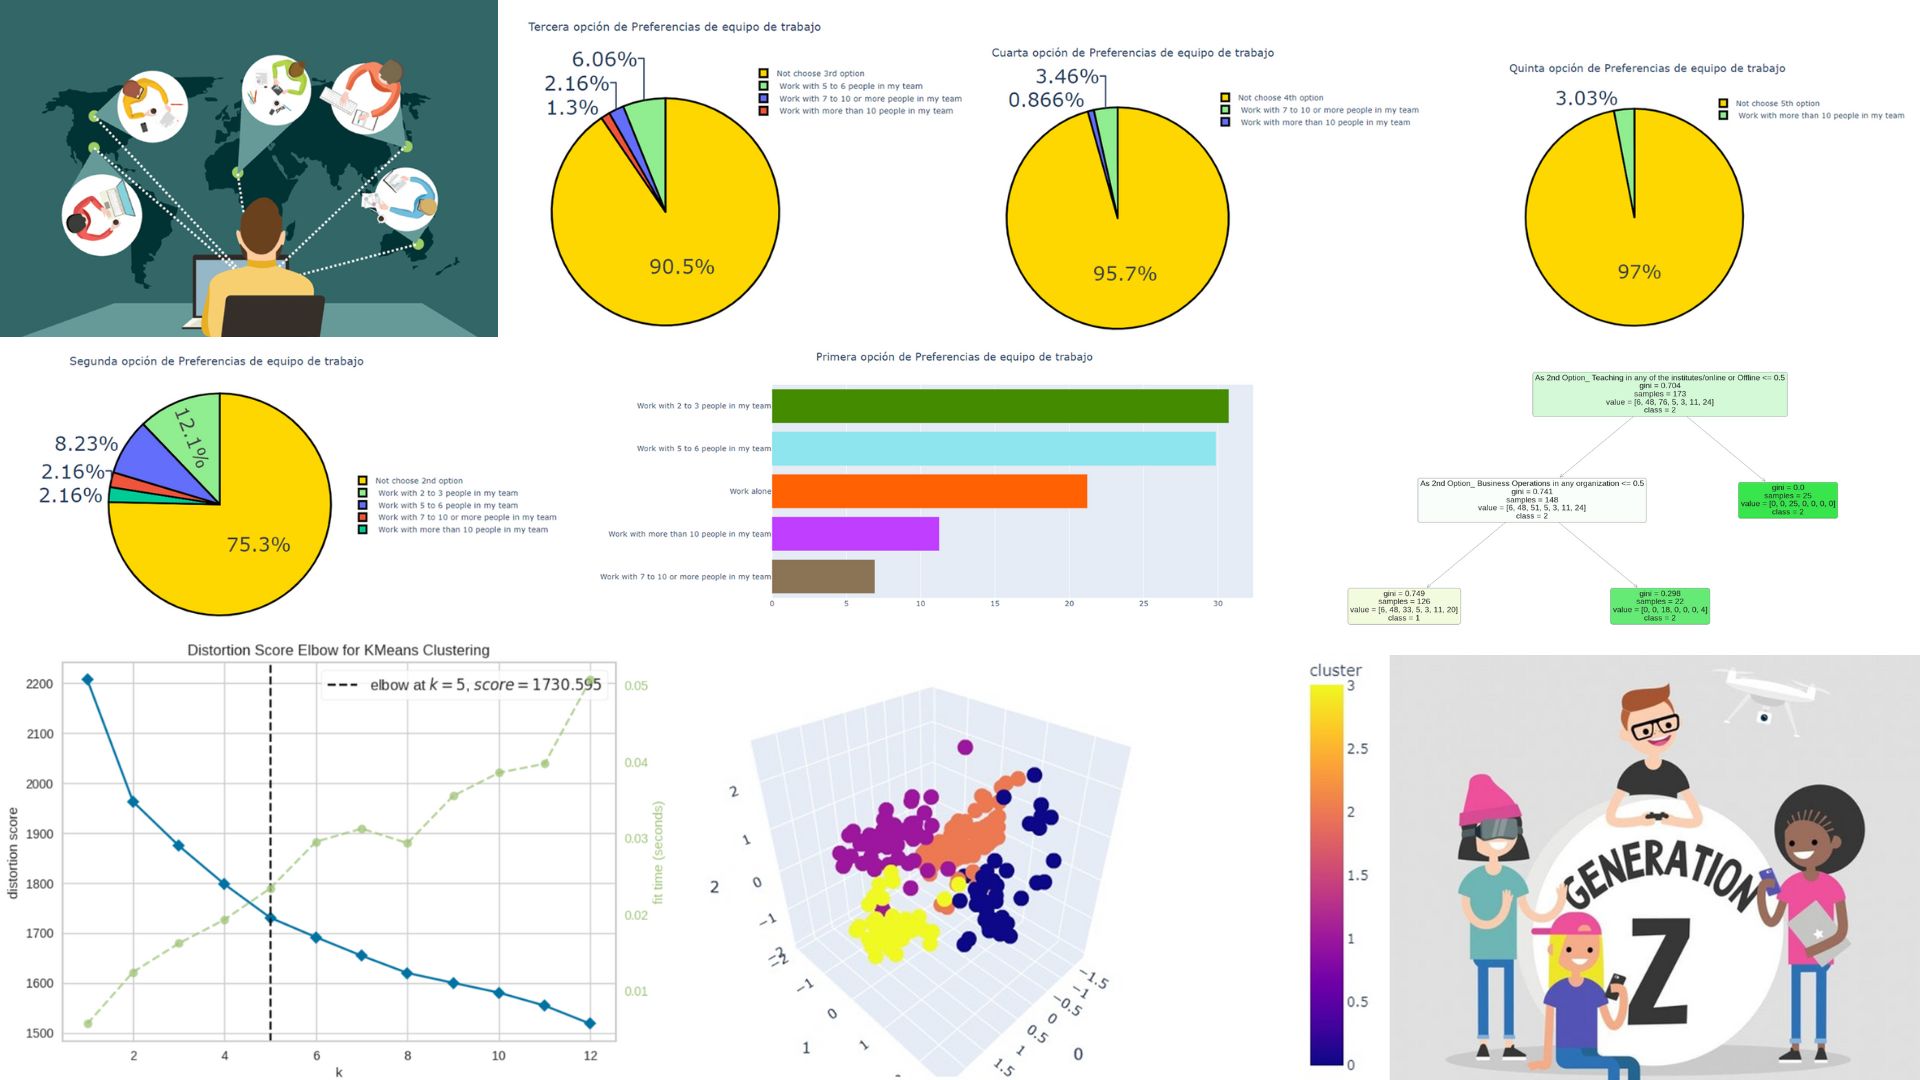 Tercera opción de Preferencias de equipo de trabajo
6.06%
2.16%
1.3%
90.5%
Not choose 3rd option
Work with 5 to 6 people in my team
Work with 7 to 10 or more people in my team
Work with more than 10 people in my team
Cuarta opción de Preferencias de equipo de trabajo
3.46%
0.866%
95.7%
Not choose 4th option
Work with 7 to 10 or more people in my team
Work with more than 10 people in my team
Quinta opción de Preferencias de equipo de trabajo
3.03%
97%
Not choose 5th option
Work with more than 10 people in my team
Segunda opción de Preferencias de equipo de trabajo
12.1%
8.23%
2.16%
2.16%
75.3%
Not choose 2nd option
Work with 2 to 3 people in my team
Work with 5 to 6 people in my team
Work with 7 to 10 or more people in my team
Work with more than 10 people in my team
Primera opción de Preferencias de equipo de trabajo
Work with 2 to 3 people in my team
Work with 5 to 6 people in my team
Work alone
Work with more than 10 people in my team
Work with 7 to 10 or more people in my team
0 5 10 15 20 25 30
As 2nd Option_ Teaching in any of the institutes/online or Offline <= 0.5
gini = 0.704
samples = 173
value = [6, 48, 76, 5, 3, 11, 24]
class = 2
As 2nd Option_ Business Operations in any organization <= 0.5
gini = 0.741
samples = 148
value = [6, 48, 51, 5, 3, 11, 24]
class = 2
gini = 0.0
samples = 25
value = [0, 0, 25, 0, 0, 0, 0]
class = 2
gini = 0.749
samples = 126
value = [6, 48, 33, 5, 3, 11, 20]
class = 1
gini = 0.298
samples = 22
value = [0, 0, 18, 0, 0, 0, 4]
class = 2
Distortion Score Elbow for KMeans Clustering
elbow at k = 5, score = 1730.595
2200
2100
2000
1900
1800
1700
1600
1500
distortion score
2 4 6 8 10 12
k
0.05
0.04
0.03
0.02
0.01
fit time (seconds)
2
1
0
−1
−2
2
−2
−1
0
1
1
−1.5
−1
−0.5
0
0.5
1
1.5
0
cluster
3
2.5
2
1.5
1
0.5
0
GENERATION
Z